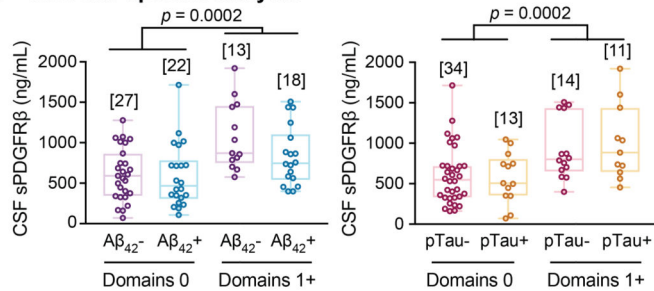 p = 0.0002
CSF sPDGFRβ (ng/mL)
2000
1500
1000
500
0
[27]
[22]
[13]
[18]
Aβ42- Aβ42+ Aβ42- Aβ42+
Domains 0 Domains 1+
p = 0.0002
CSF sPDGFRβ (ng/mL)
2000
1500
1000
500
0
[34]
[13]
[14]
[11]
pTau- pTau+ pTau- pTau+
Domains 0 Domains 1+